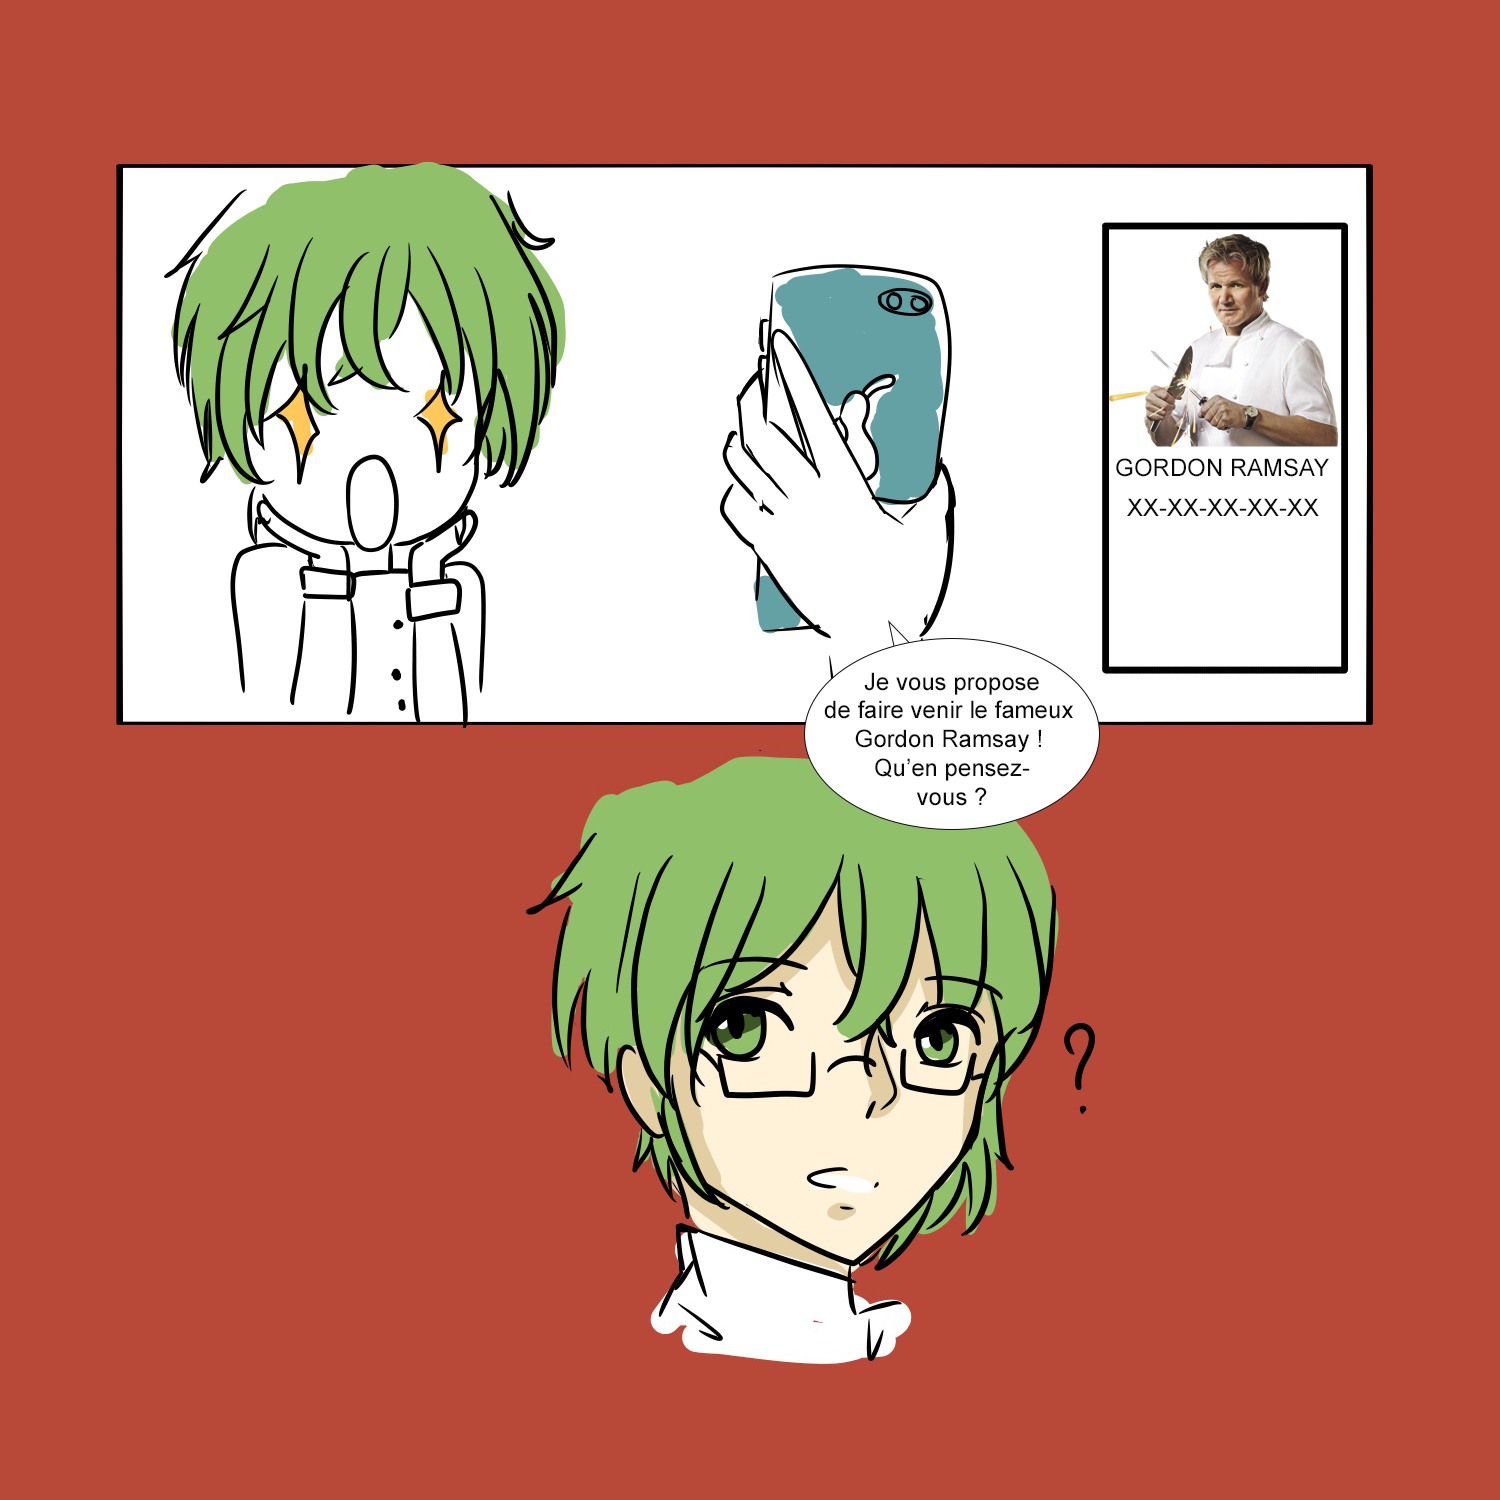 GORDON RAMSAY
XX-XX-XX-XX-XX
Je vous propose
de faire venir le fameux
Gordon Ramsay !
Qu'en pensez-
vous ?
?